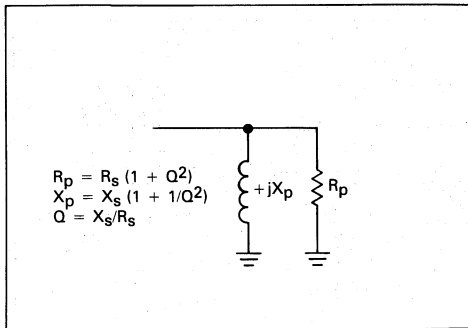 Rp = Rs (1 + Q²)
Xp = Xs (1 + 1/Q²)
Q = Xs/Rs
+jXp
Rp